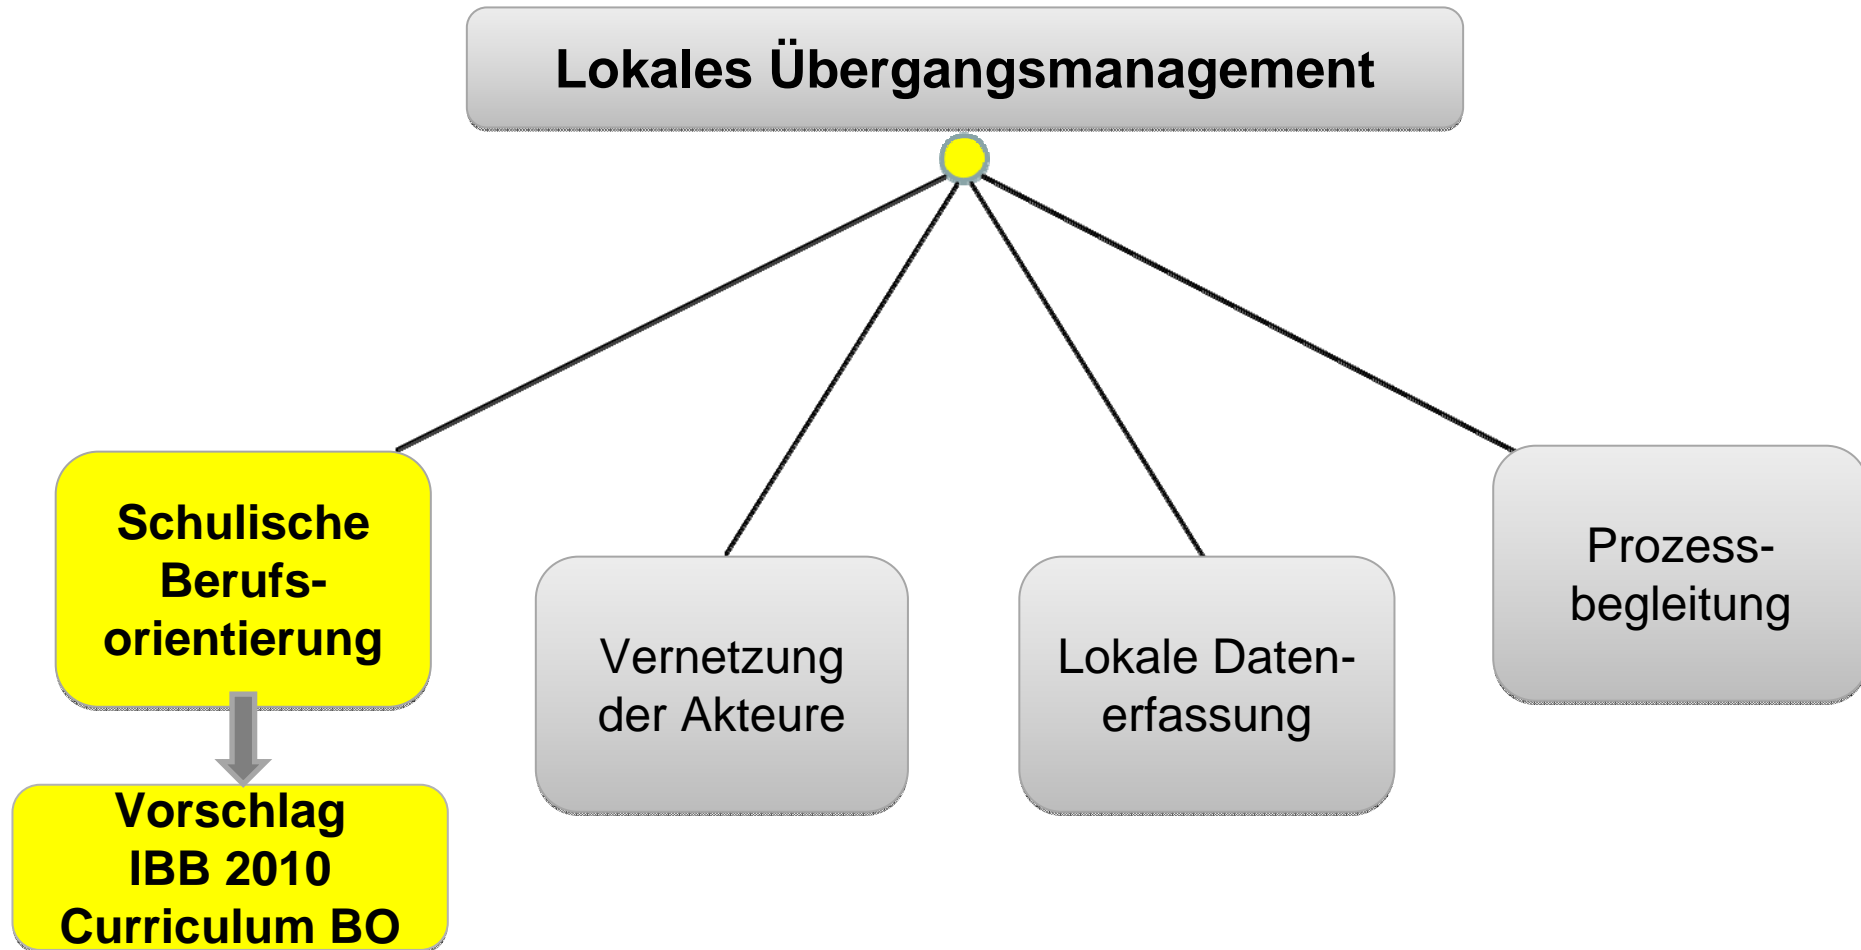 Lokales Übergangsmanagement
Schulische
Berufs-
orientierung
Vernetzung
der Akteure
Lokale Daten-
erfassung
Prozess-
begleitung
Vorschlag
IBB 2010
Curriculum BO